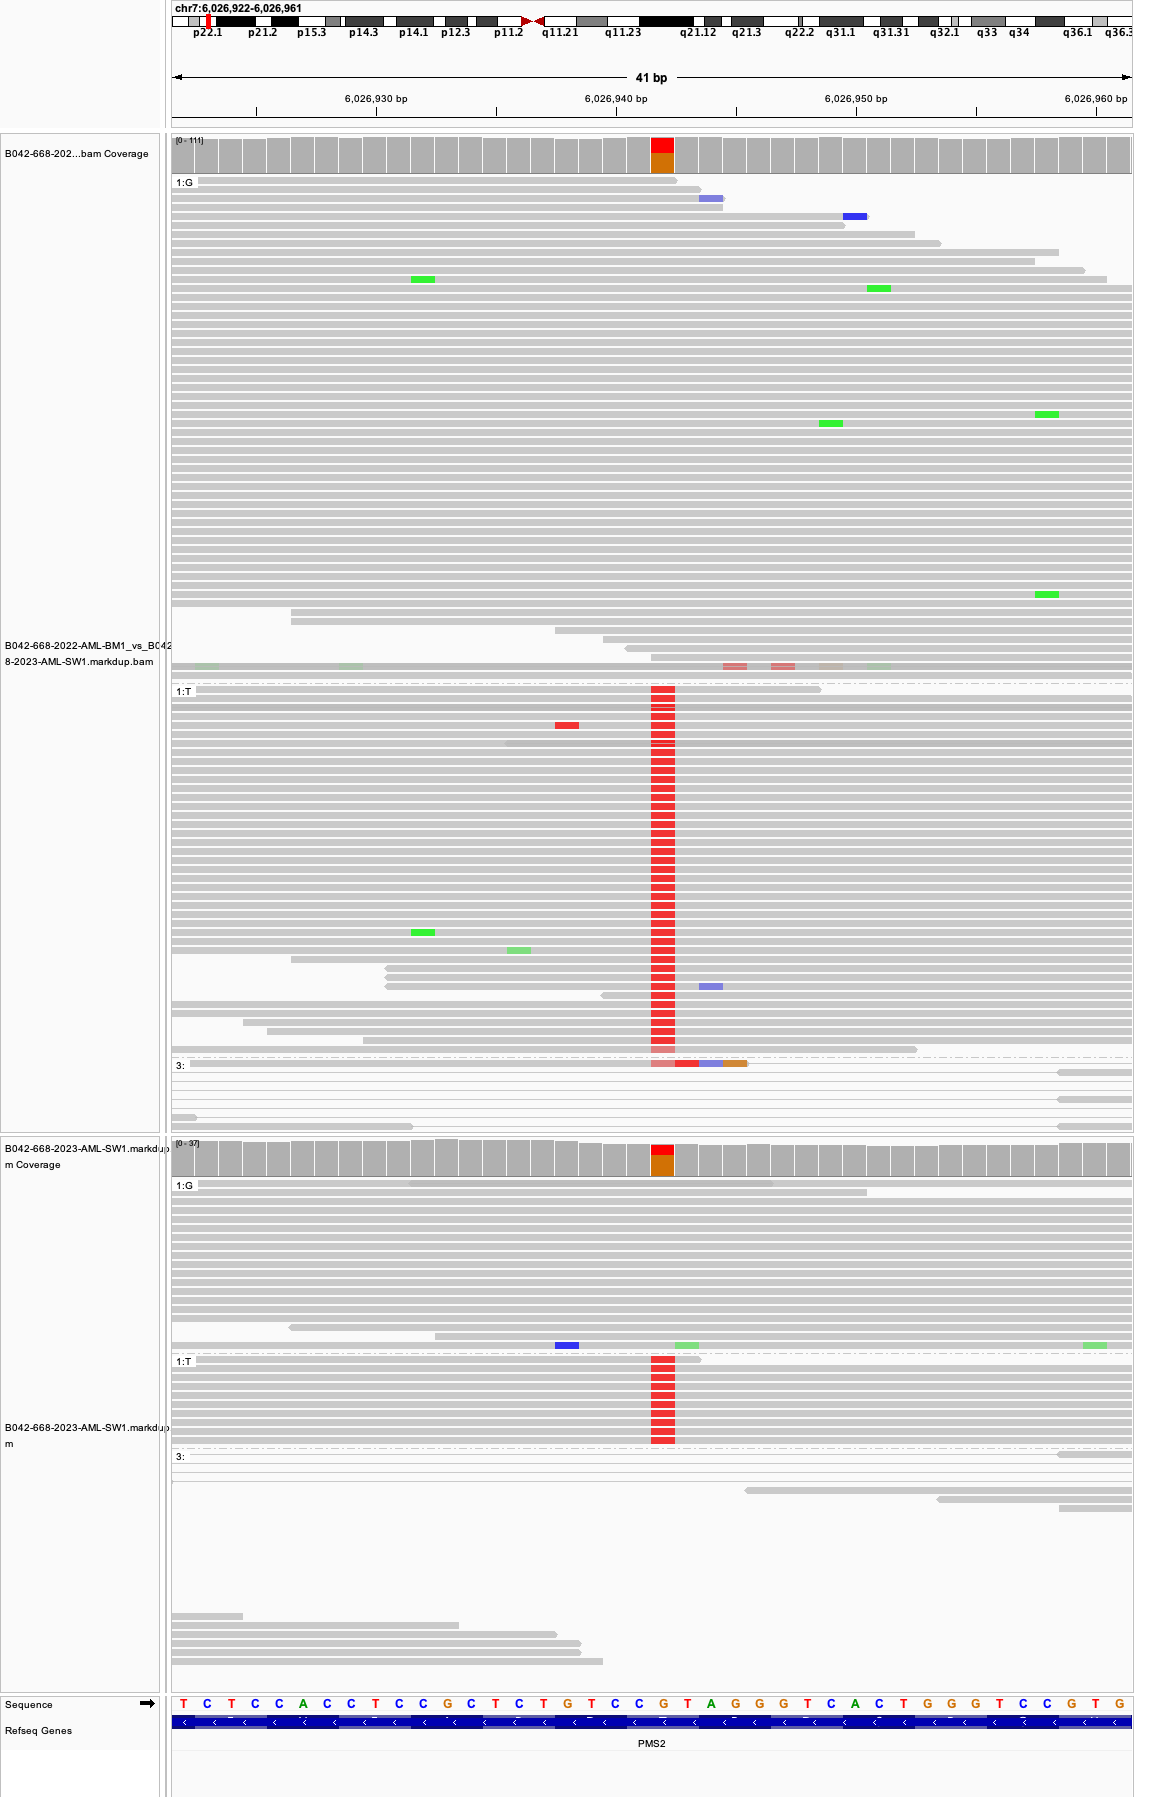 chr7:6,026,922-6,026,961
p22.1 p21.2 p15.3 p14.3 p14.1 p12.3 p11.2 q11.21 q11.23 q21.12 q21.3 q22.2 q31.1 q31.31 q32.1 q33 q34 q36.1 q36.3
41 bp
6,026,930 bp 6,026,940 bp 6,026,950 bp 6,026,960 bp
[0 - 111]
B042-668-202...bam Coverage
1:G
B042-668-2022-AML-BM1_vs_B042
8-2023-AML-SW1.markdup.bam
1:T
3:
[0 - 37]
B042-668-2023-AML-SW1.markdup
m Coverage
1:G
1:T
B042-668-2023-AML-SW1.markdup
m
3:
Sequence T C T C C A C C T C C G C T C T G T C C G T A G G G T C A C T G G G T C C G T G
Refseq Genes
PMS2